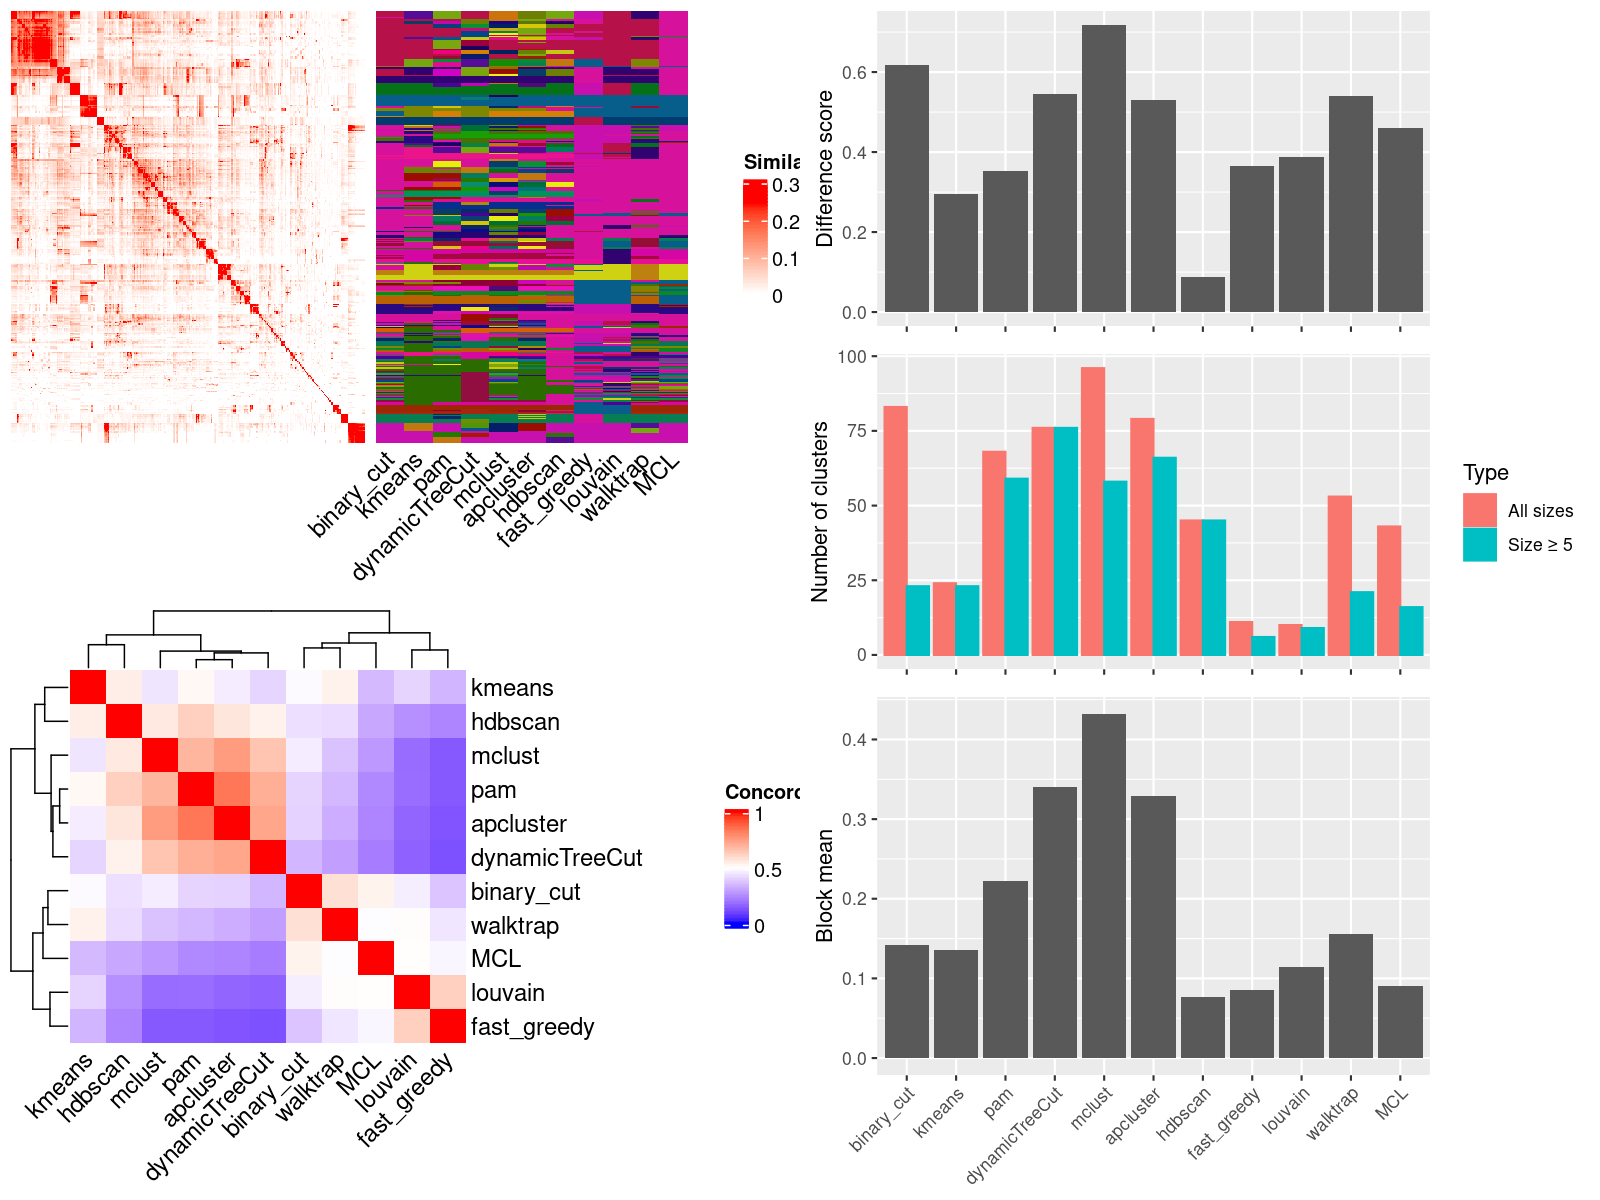 Simila
0.3
0.2
0.1
0
binary_cut
kmeans
pam
dynamicTreeCut
mclust
apcluster
hdbscan
fast_greedy
louvain
walktrap
MCL
kmeans
hdbscan
mclust
pam
apcluster
dynamicTreeCut
binary_cut
walktrap
MCL
louvain
fast_greedy
Concord
1
0.5
0
kmeans
hdbscan
mclust
pam
apcluster
dynamicTreeCut
binary_cut
walktrap
MCL
louvain
fast_greedy
Difference score
0.6
0.4
0.2
0.0
Number of clusters
100
75
50
25
0
Type
All sizes
Size ≥ 5
Block mean
0.4
0.3
0.2
0.1
0.0
binary_cut
kmeans
pam
dynamicTreeCut
mclust
apcluster
hdbscan
fast_greedy
louvain
walktrap
MCL